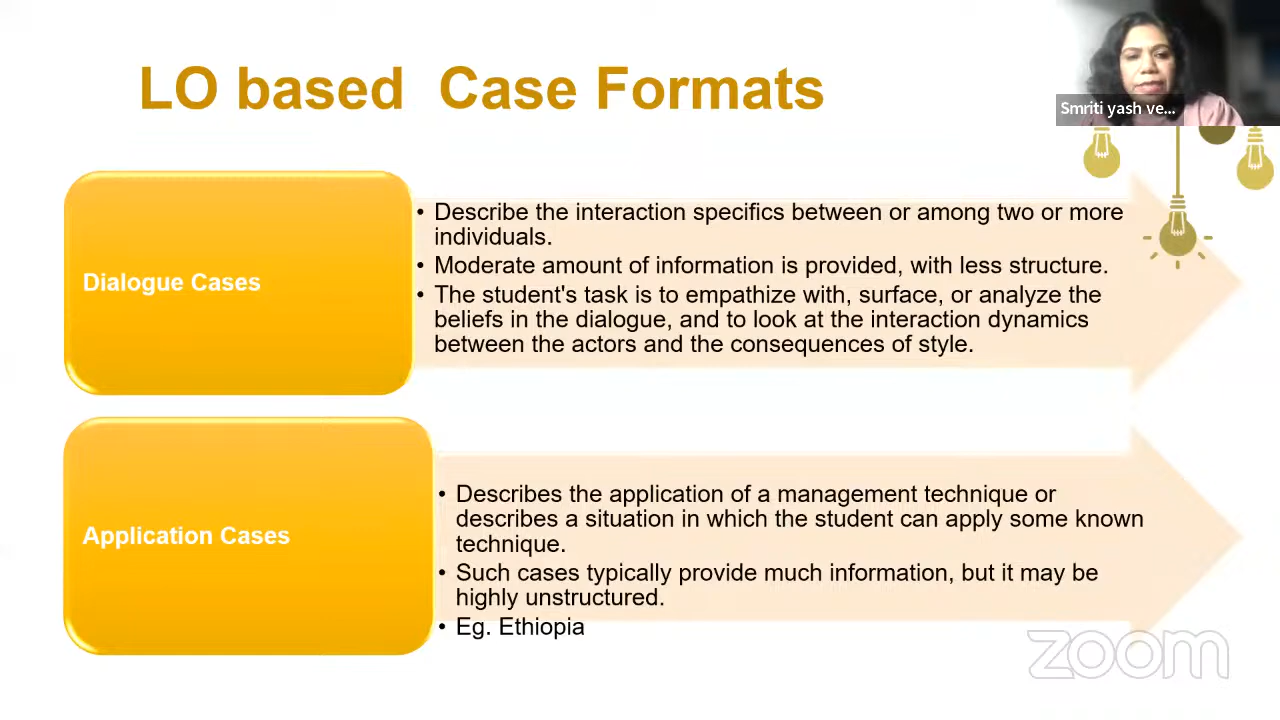 LO based  Case Formats
Smriti yash ve...
Dialogue Cases
• Describe the interaction specifics between or among two or more
individuals.
• Moderate amount of information is provided, with less structure.
• The student's task is to empathize with, surface, or analyze the
beliefs in the dialogue, and to look at the interaction dynamics
between the actors and the consequences of style.
Application Cases
• Describes the application of a management technique or
describes a situation in which the student can apply some known
technique.
• Such cases typically provide much information, but it may be
highly unstructured.
• Eg. Ethiopia
zoom